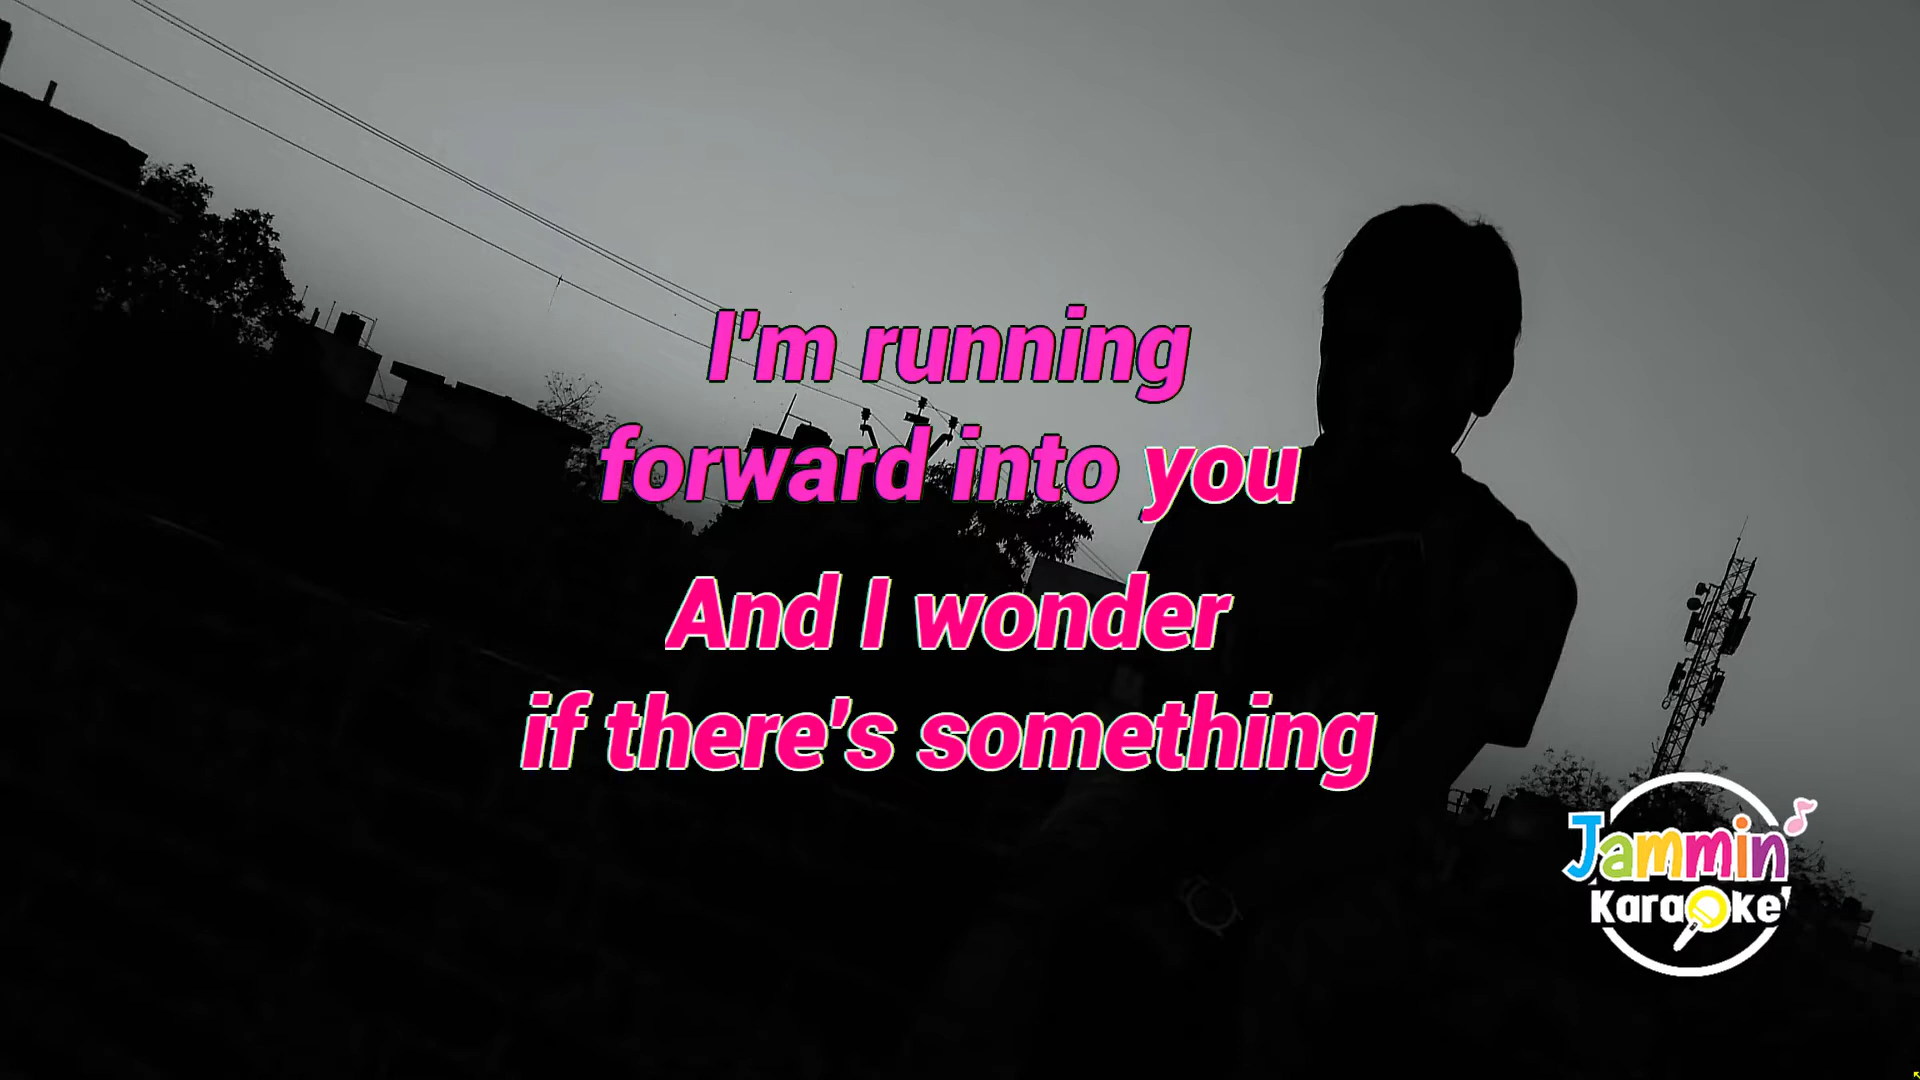 I'm running
forward into you
And I wonder
if there's something
Jammin'
Karaoke